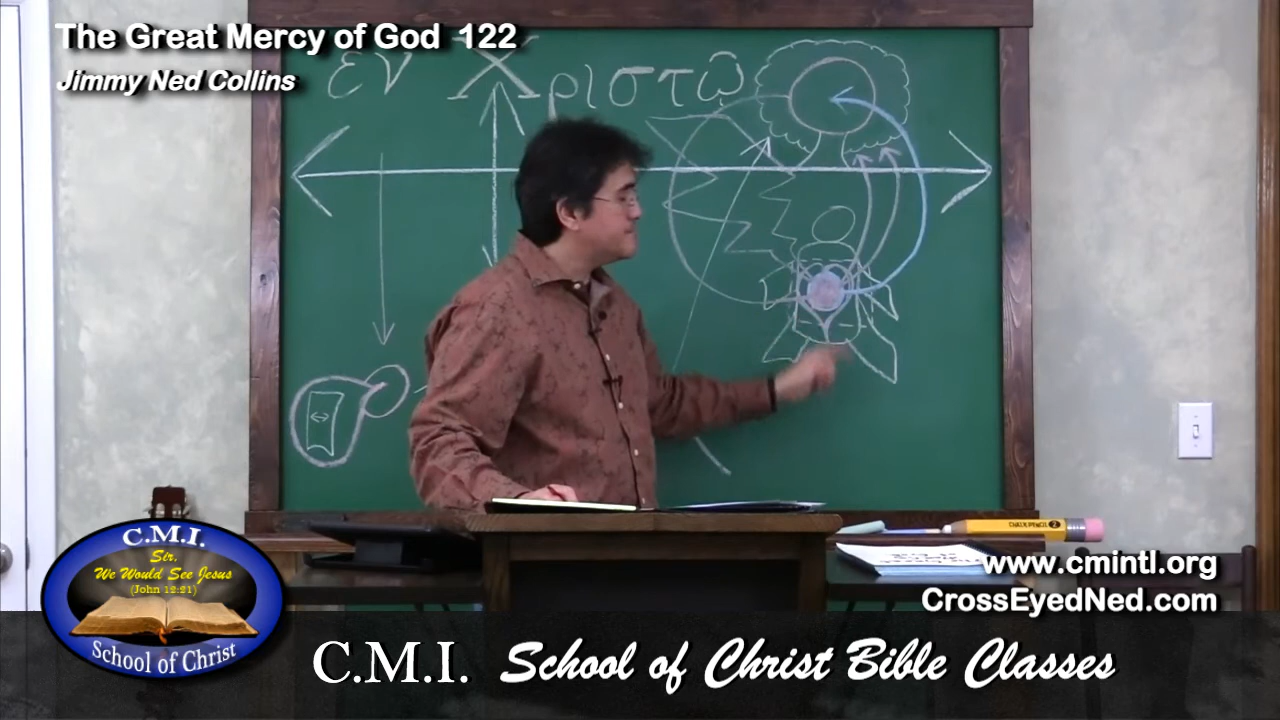 The Great Mercy of God 122
Jimmy Ned Collins
ἐν Χριστῷ
C.M.I.
Sir,
We Would See Jesus
(John 12:21)
School of Christ
www.cmintl.org
CrossEyedNed.com
C.M.I. School of Christ Bible Classes